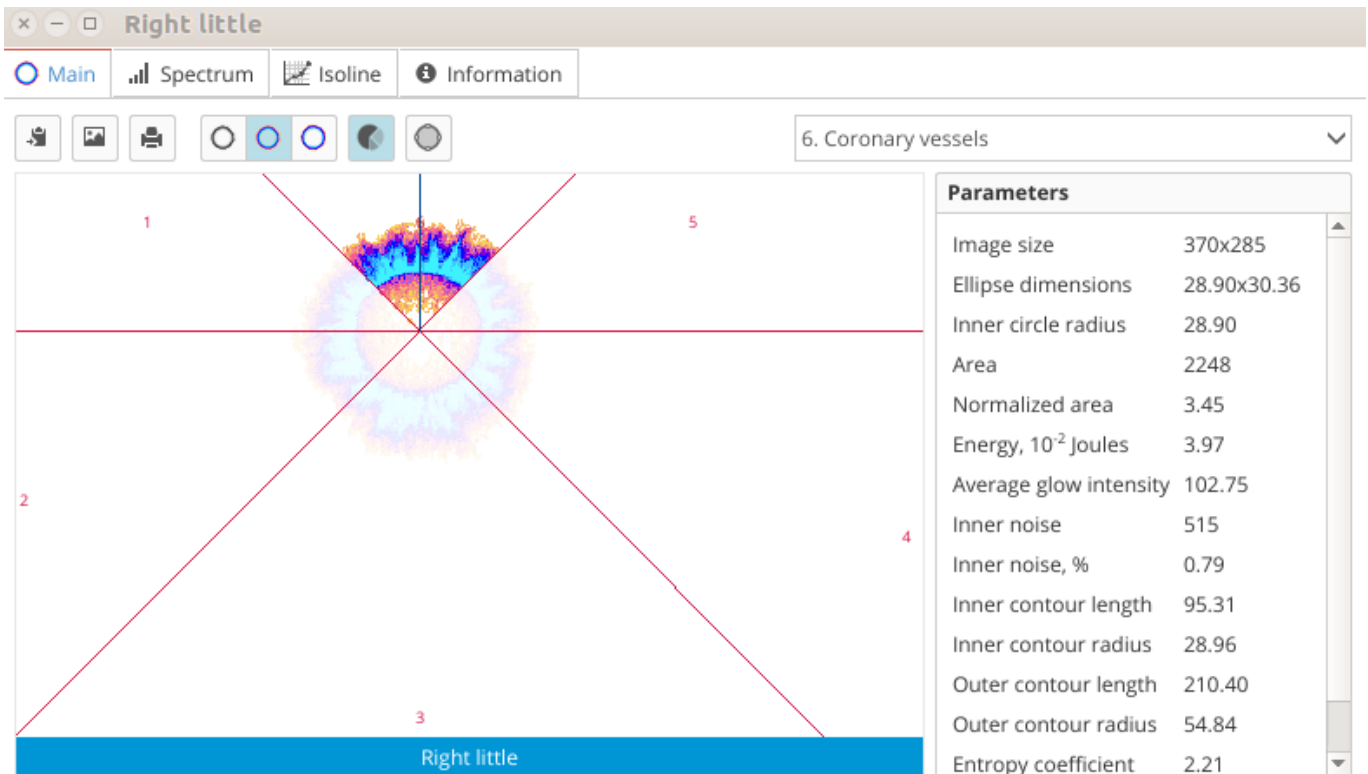 Right little
Main Spectrum Isoline Information
6. Coronary vessels
1
6
5
2
4
3
Right little
Parameters
Image size 370x285
Ellipse dimensions 28.90x30.36
Inner circle radius 28.90
Area 2248
Normalized area 3.45
Energy, 10⁻² Joules 3.97
Average glow intensity 102.75
Inner noise 515
Inner noise, % 0.79
Inner contour length 95.31
Inner contour radius 28.96
Outer contour length 210.40
Outer contour radius 54.84
Entropy coefficient 2.21